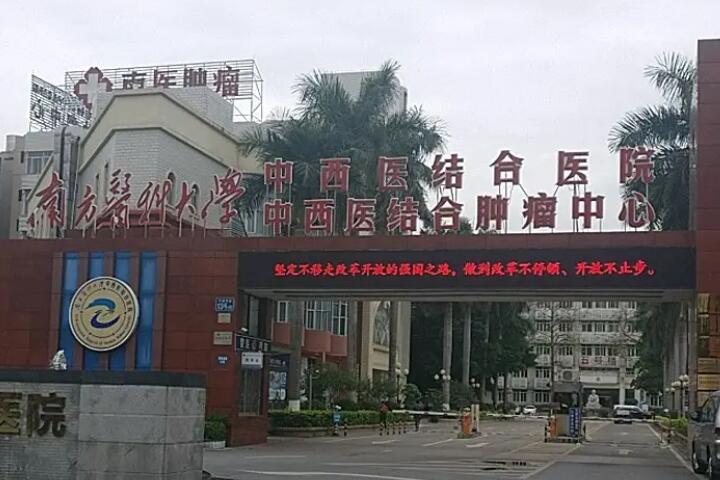 南医肿瘤
南方医科大学
中西医结合医院
中西医结合肿瘤中心
坚定不移走改革开放的强国之路，做到改革不停顿、开放不止步。
医院